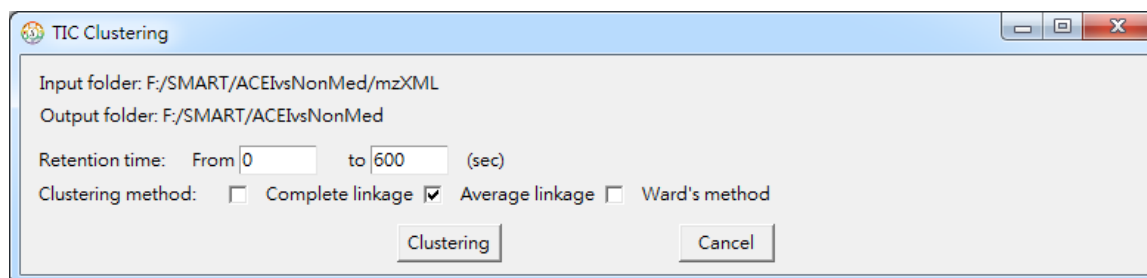 TIC Clustering
Input folder: F:/SMART/ACEIvsNonMed/mzXML
Output folder: F:/SMART/ACEIvsNonMed
Retention time: From 0 to 600 (sec)
Clustering method: Complete linkage Average linkage Ward's method
Clustering Cancel